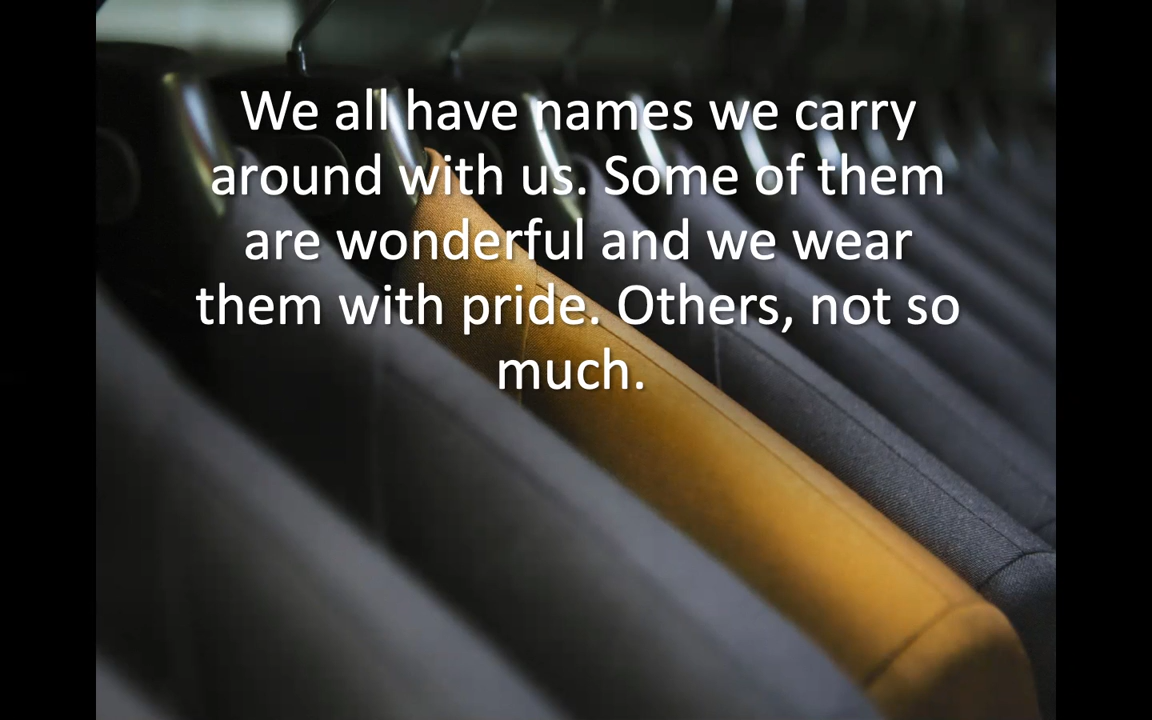 We all have names we carry
around with us. Some of them
are wonderful and we wear
them with pride. Others, not so
much.